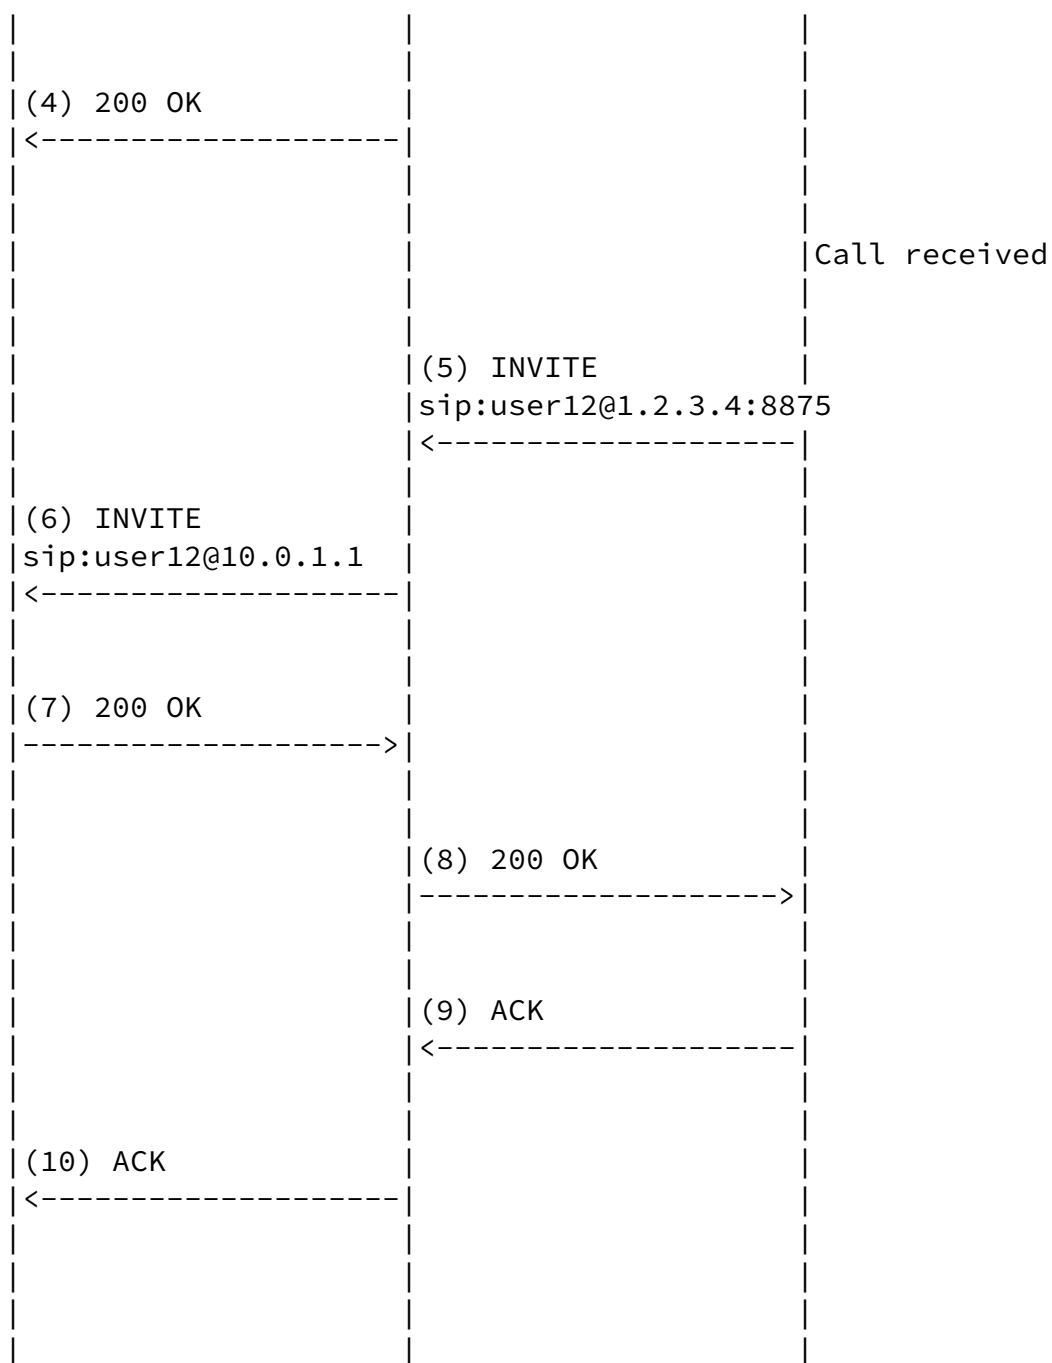 (4) 200 OK
<--------------------
Call received
(5) INVITE
sip:user12@1.2.3.4:8875
<--------------------
(6) INVITE
sip:user12@10.0.1.1
<--------------------
(7) 200 OK
-------------------->
(8) 200 OK
-------------------->
(9) ACK
<--------------------
(10) ACK
<--------------------